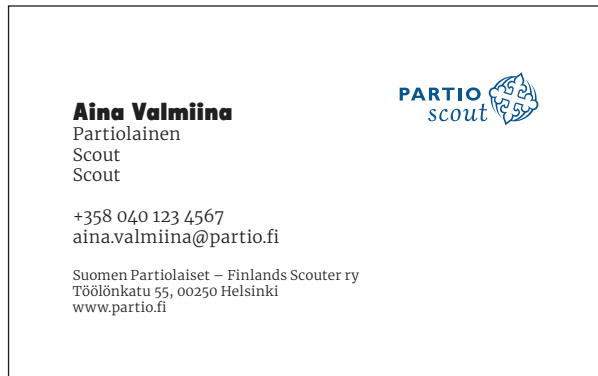 PARTIO
scout
Aina Valmiina
Partiolainen
Scout
Scout
+358 040 123 4567
aina.valmiina@partio.fi
Suomen Partiolaiset – Finlands Scouter ry
Töölönkatu 55, 00250 Helsinki
www.partio.fi